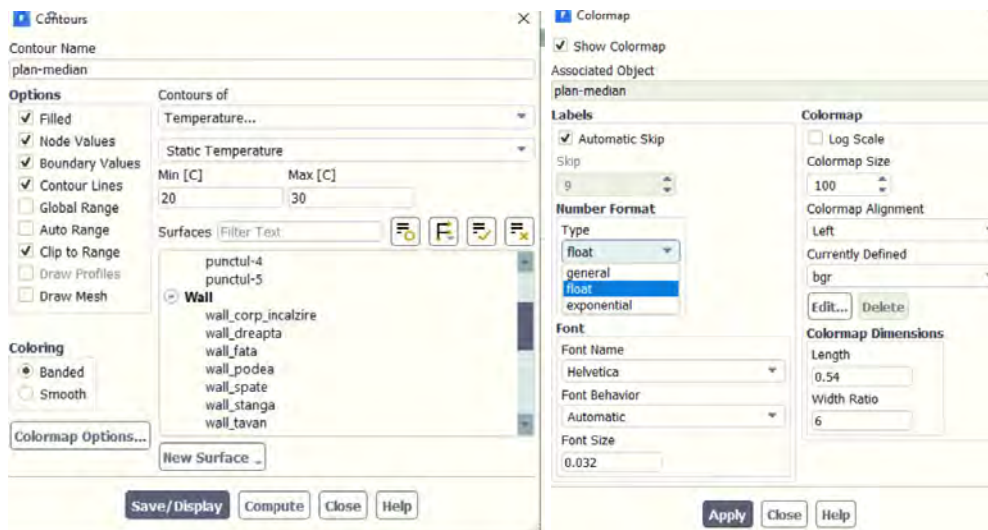 Contours
Contour Name
plan-median
Options
Filled
Node Values
Boundary Values
Contour Lines
Global Range
Auto Range
Clip to Range
Draw Profiles
Draw Mesh
Coloring
Banded
Smooth
Colormap Options...
Contours of
Temperature...
Static Temperature
Min [C] Max [C]
20 30
Surfaces Filter Text
punctul-4
punctul-5
Wall
wall_corp_incalzire
wall_dreapta
wall_fata
wall_podea
wall_spate
wall_stanga
wall_tavan
New Surface
Save/Display Compute Close Help
Colormap
Show Colormap
Associated Object
plan-median
Labels
Automatic Skip
Skip
9
Number Format
Type
float
general
float
exponential
Font
Font Name
Helvetica
Font Behavior
Automatic
Font Size
0.032
Colormap
Log Scale
Colormap Size
100
Colormap Alignment
Left
Currently Defined
bgr
Edit... Delete
Colormap Dimensions
Length
0.54
Width Ratio
6
Apply Close Help